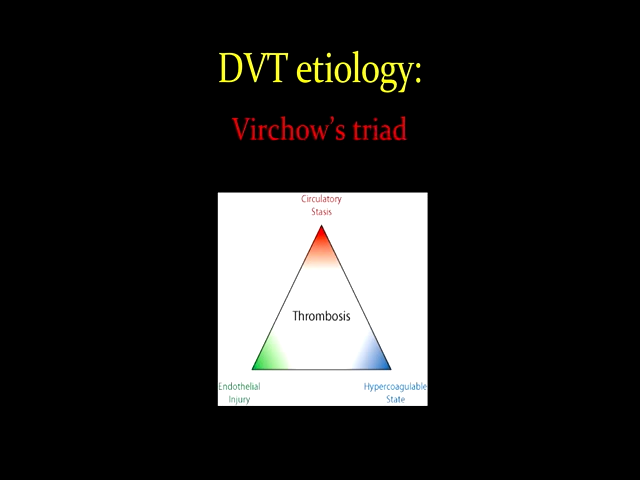 DVT etiology:
Virchow's triad
Circulatory
Stasis
Thrombosis
Endothelial
Injury
Hypercoagulable
State